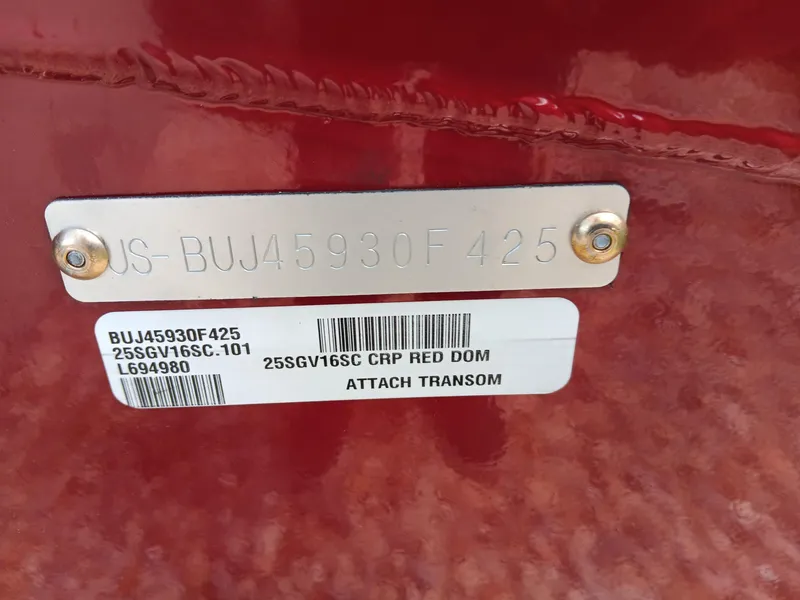 US-BUJ45930F425
BUJ45930F425
25SGV16SC.101
L694980
25SGV16SC CRP RED DOM
ATTACH TRANSOM